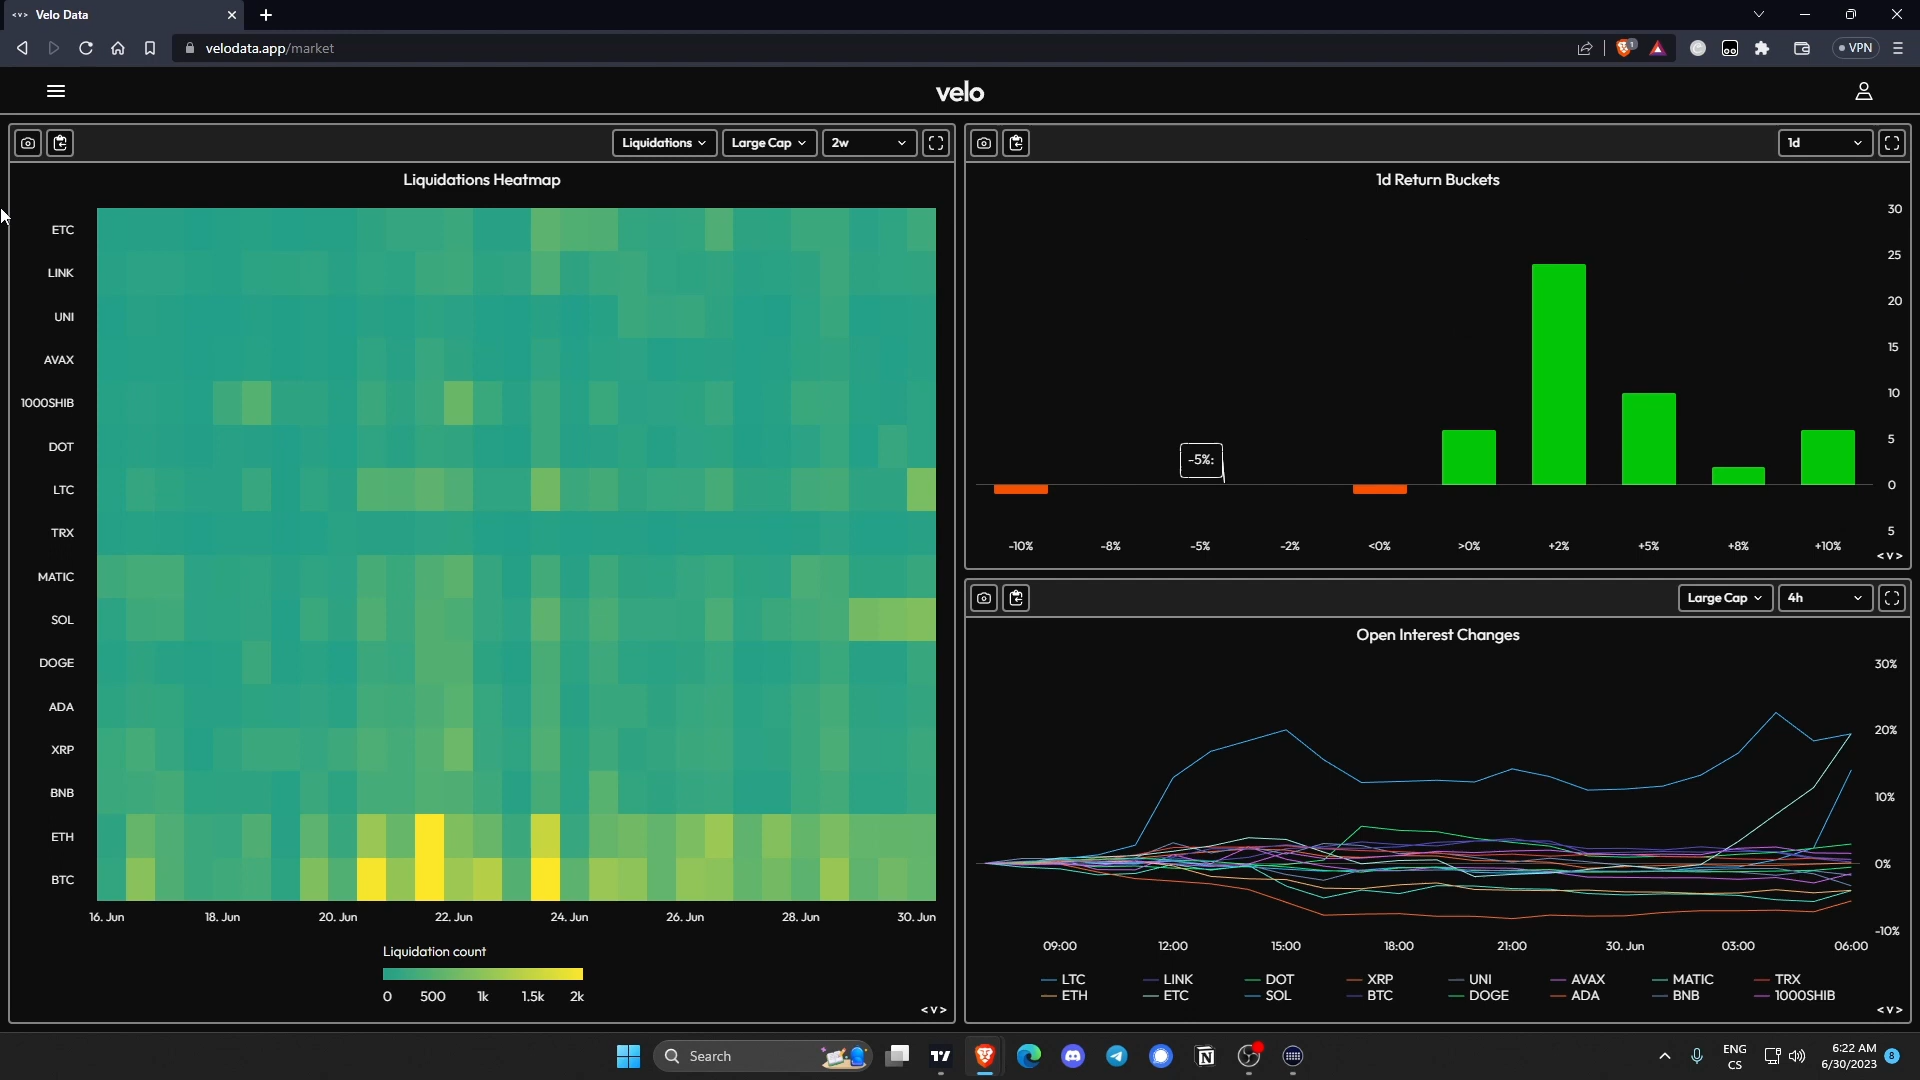 <v> Velo Data
velodata.app/market
1
VPN
velo
Liquidations
Large Cap
2w
Liquidations Heatmap
ETC
LINK
UNI
AVAX
1000SHIB
DOT
LTC
TRX
MATIC
SOL
DOGE
ADA
XRP
BNB
ETH
BTC
16. Jun 18. Jun 20. Jun 22. Jun 24. Jun 26. Jun 28. Jun 30. Jun
Liquidation count
0 500 1k 1.5k 2k
<v>
1d
1d Return Buckets
30
25
20
15
10
5
0
5
-5%:
-10% -8% -5% -2% <0% >0% +2% +5% +8% +10%
<v>
Large Cap
4h
Open Interest Changes
30%
20%
10%
0%
-10%
09:00 12:00 15:00 18:00 21:00 30. Jun 03:00 06:00
LTC LINK DOT XRP UNI AVAX MATIC TRX
ETH ETC SOL BTC DOGE ADA BNB 1000SHIB
<v>
Search
ENG
CS
6:22 AM
6/30/2023
8